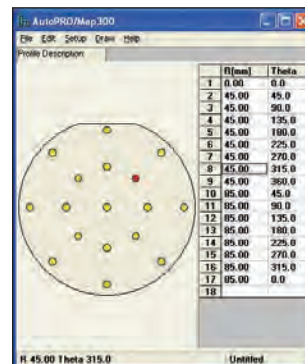 AutoPRO/Map300
File Edit Setup Draw Help
Profile Description
R[mm] Theta
1 0.00 0.0
2 45.00 45.0
3 45.00 90.0
4 45.00 135.0
5 45.00 180.0
6 45.00 225.0
7 45.00 270.0
8 45.00 315.0
9 45.00 360.0
10 85.00 45.0
11 85.00 90.0
12 85.00 135.0
13 85.00 180.0
14 85.00 225.0
15 85.00 270.0
16 85.00 315.0
17 85.00 0.0
18
R 45.00 Theta 315.0 Untitled